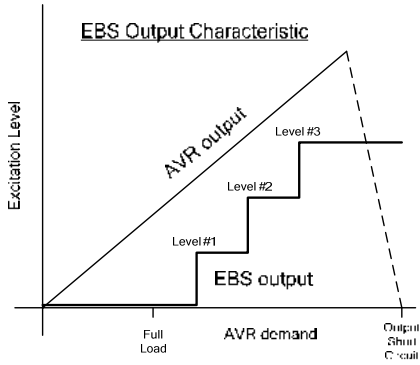 EBS Output Characteristic
Excitation Level
AVR output
Level #3
Level #2
Level #1
EBS output
Full
Load
AVR demand
Output
Short
Circuit